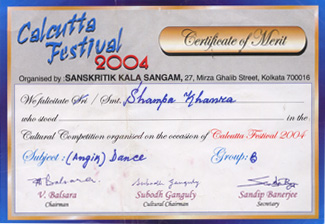 Calcutta Festival 2004
Certificate of Merit
Organised by : SANSKRITIK KALA SANGAM, 27, Mirza Ghalib Street, Kolkata 700016
We felicitate Sri / Smt. Shampa Khamra
who stood
in the
Cultural Competition organised on the occasion of Calcutta Festival 2004
Subject : (Angin) Dance Group: B
V. Balsara Subodh Ganguly Sandip Banerjee
Chairman Cultural Chairman Secretary